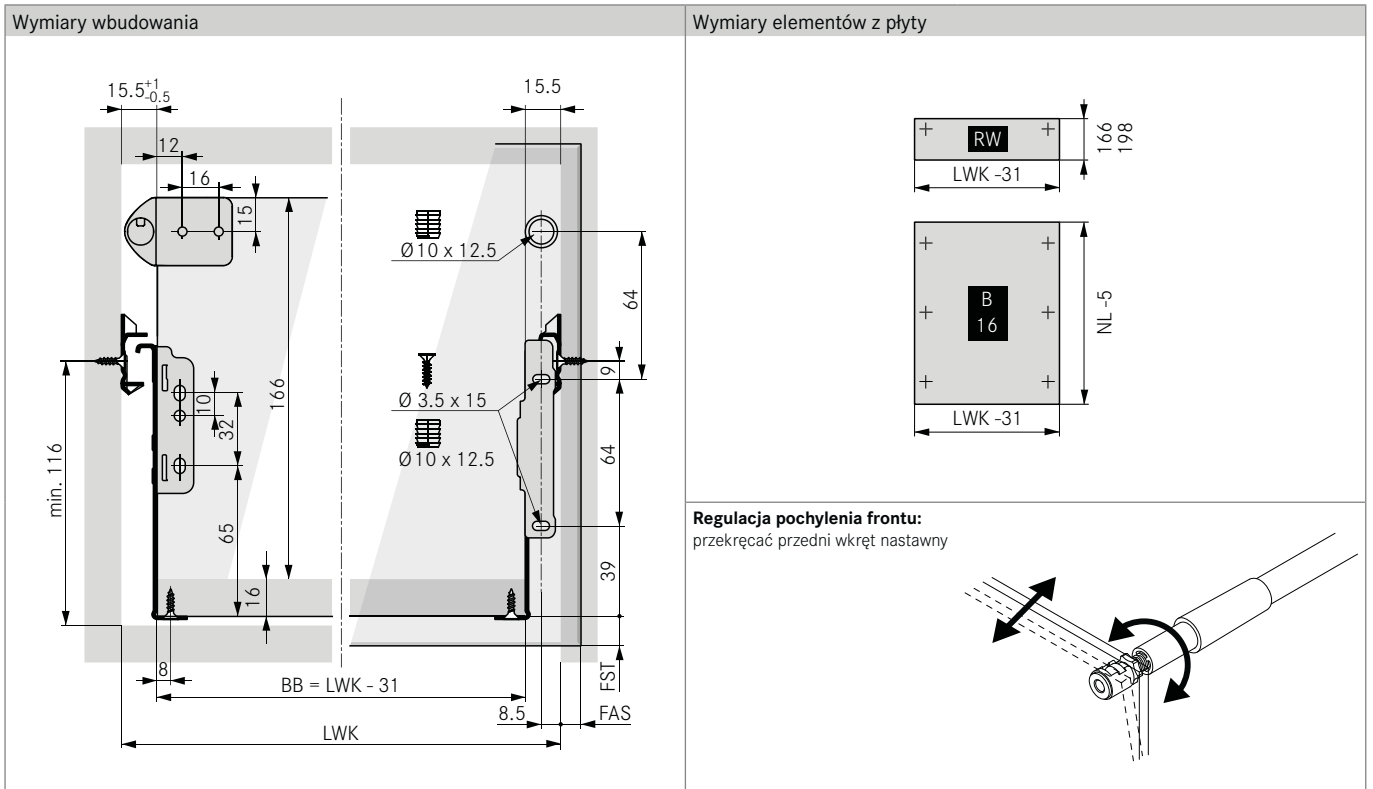 Wymiary wbudowania
15.5 +1 -0.5
15.5
12
16
15
Ø 10 x 12.5
64
166
9
Ø 3.5 x 15
10
32
Ø 10 x 12.5
64
min. 116
65
39
16
8
BB = LWK - 31
FST
8.5
FAS
LWK
Wymiary elementów z płyty
RW
166
198
LWK -31
B
16
NL -5
LWK -31
Regulacja pochylenia frontu:
przekręcać przedni wkręt nastawny